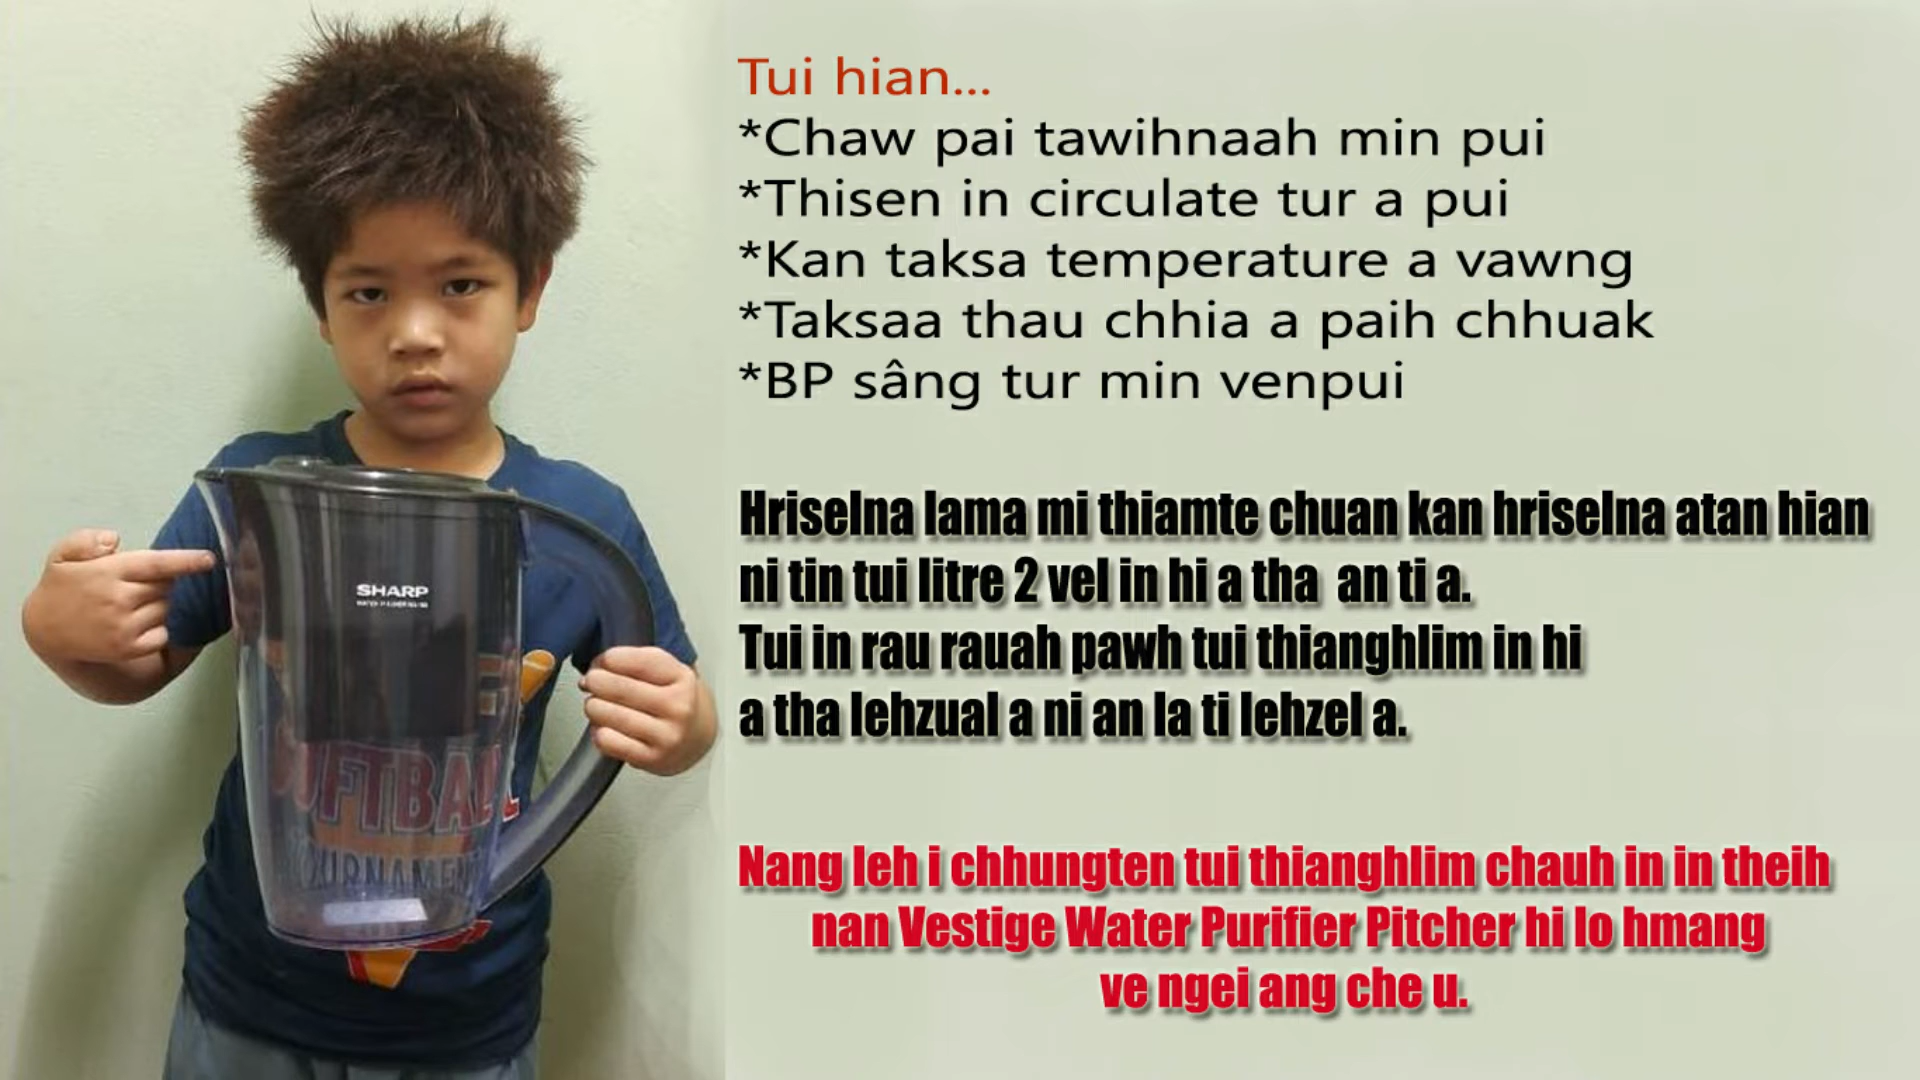 Tui hian...
*Chaw pai tawihnaah min pui
*Thisen in circulate tur a pui
*Kan taksa temperature a vawng
*Taksaa thau chhia a paih chhuak
*BP sâng tur min venpui
Hriselna lama mi thiamte chuan kan hriselna atan hian
ni tin tui litre 2 vel in hi a tha an ti a.
Tui in rau rauah pawh tui thianghlim in hi
a tha lehzual a ni an la ti lehzel a.
Nang leh i chhungten tui thianghlim chauh in in theih
nan Vestige Water Purifier Pitcher hi lo hmang
ve ngei ang che u.
SHARP